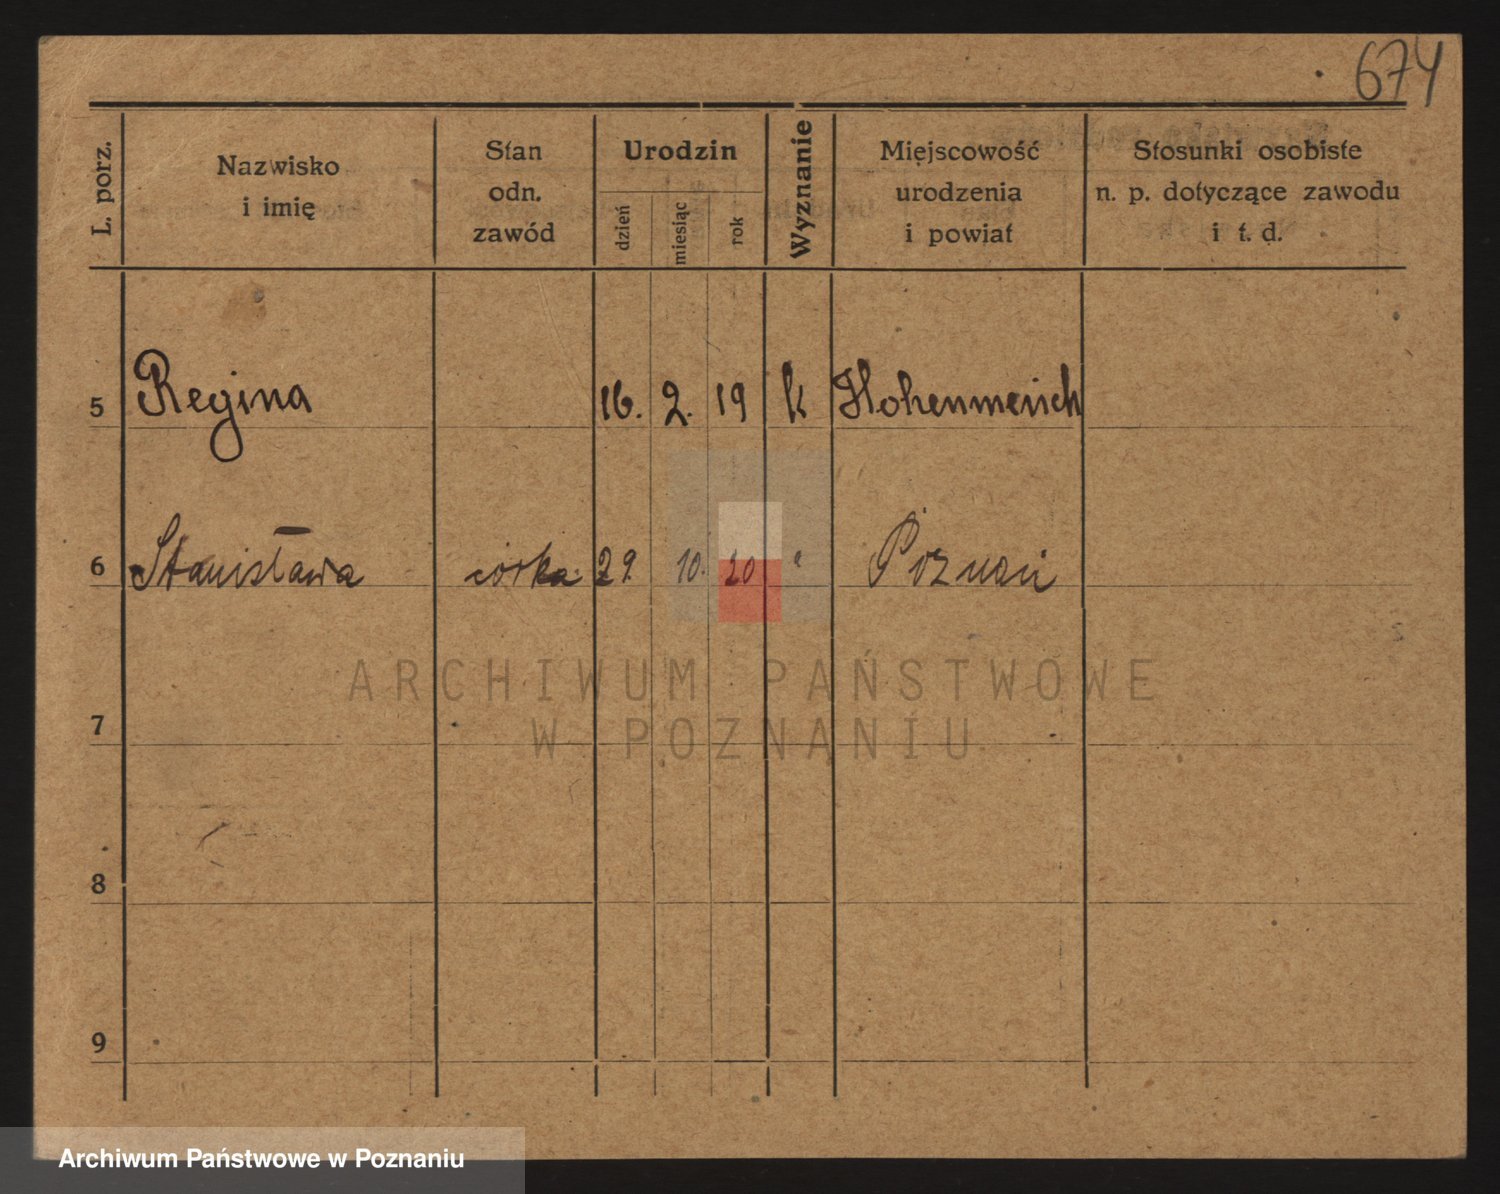 674
L. porz.
Nazwisko
i imię
Stan
odn.
zawód
Urodzin
dzień
miesiąc
rok
Wyznanie
Miejscowość
urodzenia
i powiat
Stosunki osobiste
n. p. dotyczące zawodu
i t. d.
5 Regina 16. 2. 19 k
6 Stanisława córka 29. 10. 20 " Poznań
7
8
9
ARCHIWUM PAŃSTWOWE
W POZNANIU
Archiwum Państwowe w Poznaniu